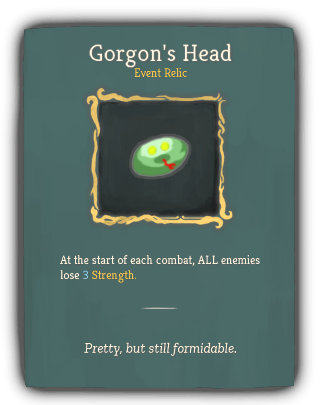 Gorgon's Head
Event Relic
At the start of each combat, ALL enemies
lose 3 Strength.
Pretty, but still formidable.